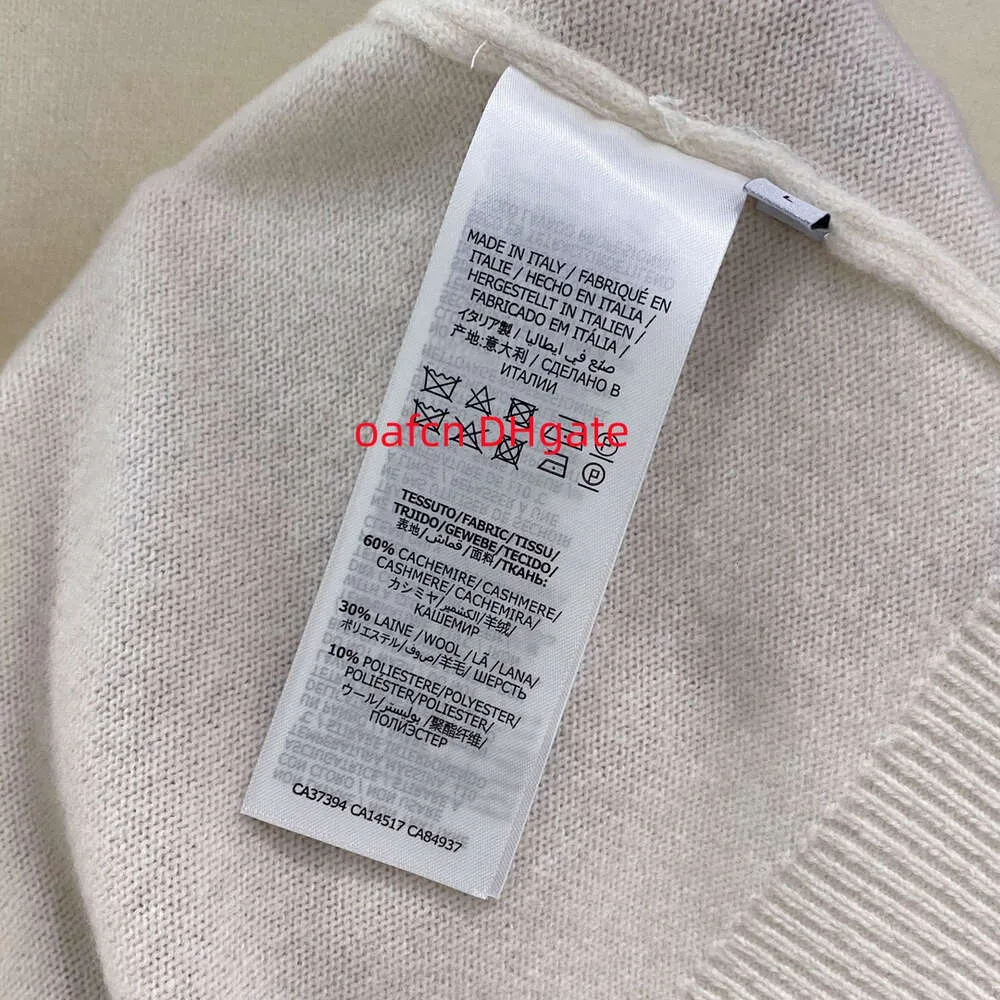 L
MADE IN ITALY / FABRIQUÉ EN
ITALIE / HECHO EN ITALIA /
HERGESTELLT IN ITALIEN /
FABRICADO EM ITÁLIA /
イタリア製 / صنع في ايطاليا /
产地:意大利 / СДЕЛАНО В
ИТАЛИИ
oafcn DHgate
TESSUTO/FABRIC/TISSU/
TRJIDO/GEWEBE/TECIDO/
表地/قماش/面料/ТКАНЬ:
60% CACHEMIRE/CASHMERE/
CASHMERE/CACHEMIRA/
カシミヤ/الكشمير/羊绒/
КАШЕМИР
30% LAINE /WOOL /LÃ /LANA/
ポリエステル/صوف/羊毛/ ШЕРСТЬ
10% POLIESTERE/POLYESTER/
POLIÉSTER/POLIESTER/
ウール/بوليستر/聚酯纤维/
ПОЛИЭСТЕР
CA37394 CA14517 CA84937